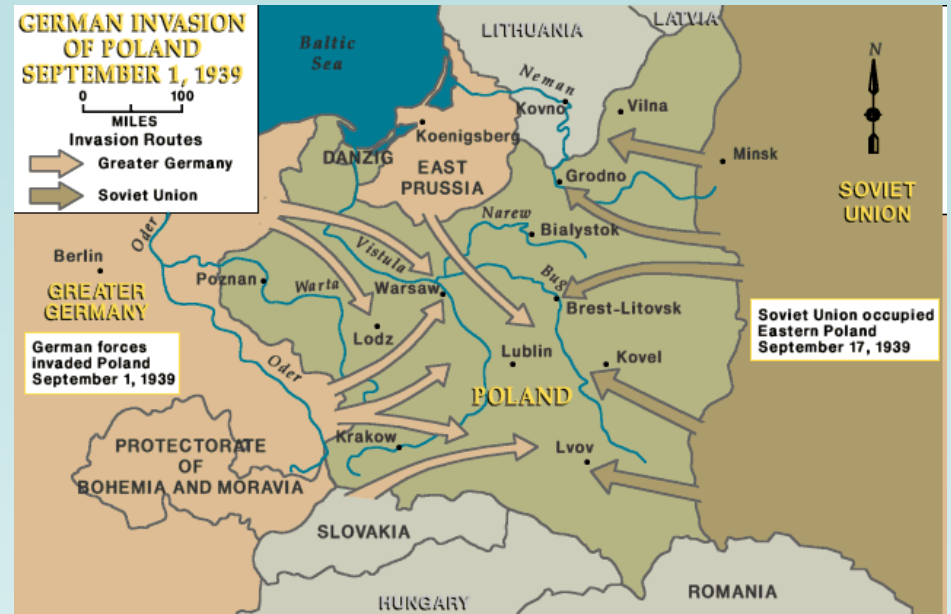 GERMAN INVASION
OF POLAND
SEPTEMBER 1, 1939
0 100
MILES
Invasion Routes
Greater Germany
Soviet Union
Baltic
Sea
LITHUANIA
LATVIA
N
Neman
Kovno
Vilna
Koenigsberg
DANZIG
EAST
PRUSSIA
Minsk
Grodno
SOVIET
UNION
Oder
Narew
Bialystok
Berlin
Vistula
Poznan
Warta
Warsaw
Bug
Brest-Litovsk
GREATER
GERMANY
Soviet Union occupied
Eastern Poland
September 17, 1939
German forces
invaded Poland
September 1, 1939
Lodz
Oder
Lublin
Kovel
POLAND
PROTECTORATE
OF
BOHEMIA AND MORAVIA
Krakow
Lvov
SLOVAKIA
HUNGARY
ROMANIA